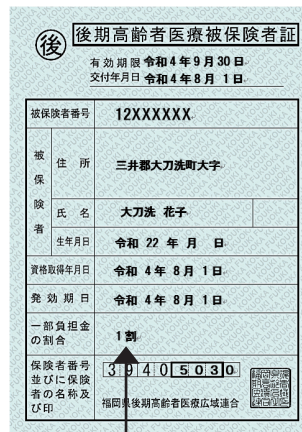 後 後期高齢者医療被保険者証
有効期限 令和4年9月30日
交付年月日 令和4年8月1日
被保険者番号 12XXXXXX
被保険者 住所 三井郡大刀洗町大字
氏名 大刀洗 花子
生年月日 令和 22 年 月 日
資格取得年月日 令和 4年 8月 1日
発効期日 令和 4年 8月 1日
一部負担金の割合 1割
保険者番号並びに保険者の名称及び印 39405030
福岡県後期高齢者医療広域連合